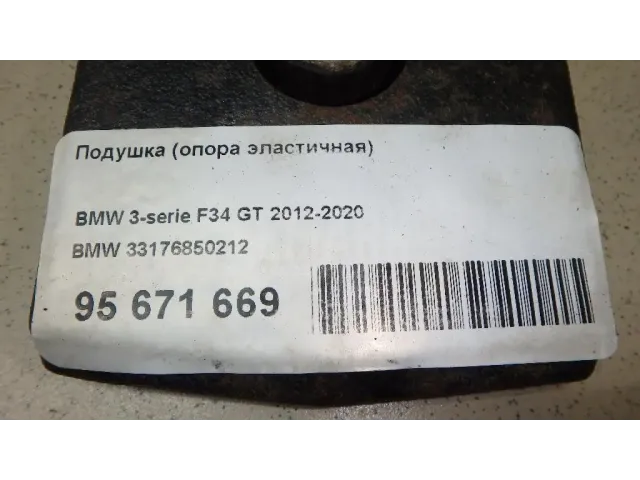 Подушка (опора эластичная)
BMW 3-serie F34 GT 2012-2020
BMW 33176850212
95 671 669